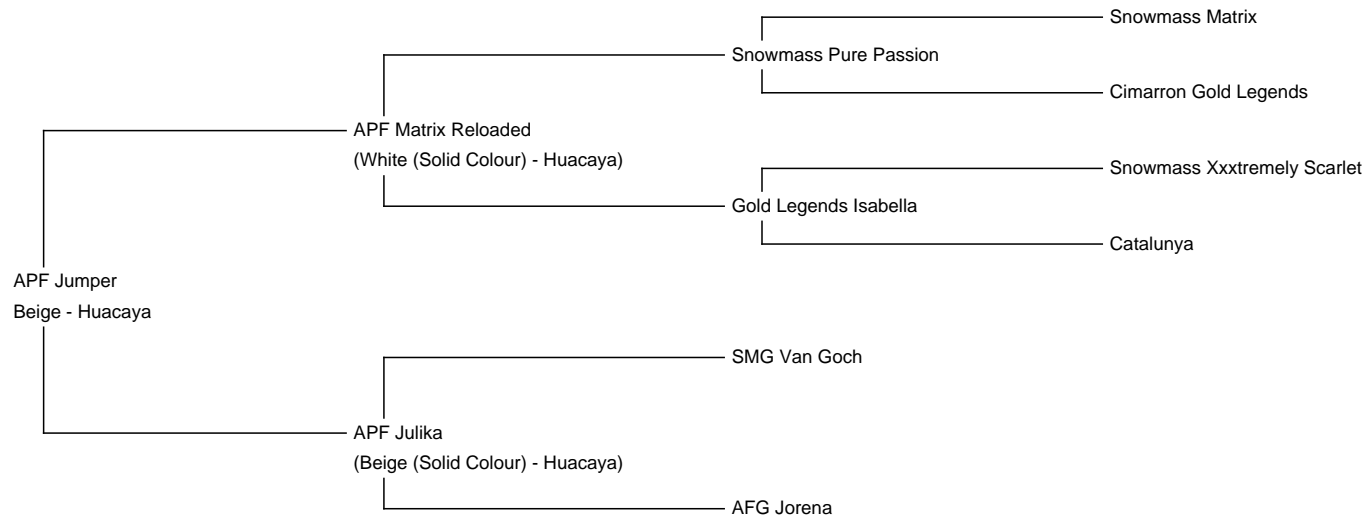 Snowmass Matrix
Snowmass Pure Passion
Cimarron Gold Legends
APF Matrix Reloaded
(White (Solid Colour) - Huacaya)
Snowmass Xxxtremely Scarlet
Gold Legends Isabella
Catalunya
APF Jumper
Beige - Huacaya
SMG Van Goch
APF Julika
(Beige (Solid Colour) - Huacaya)
AFG Jorena